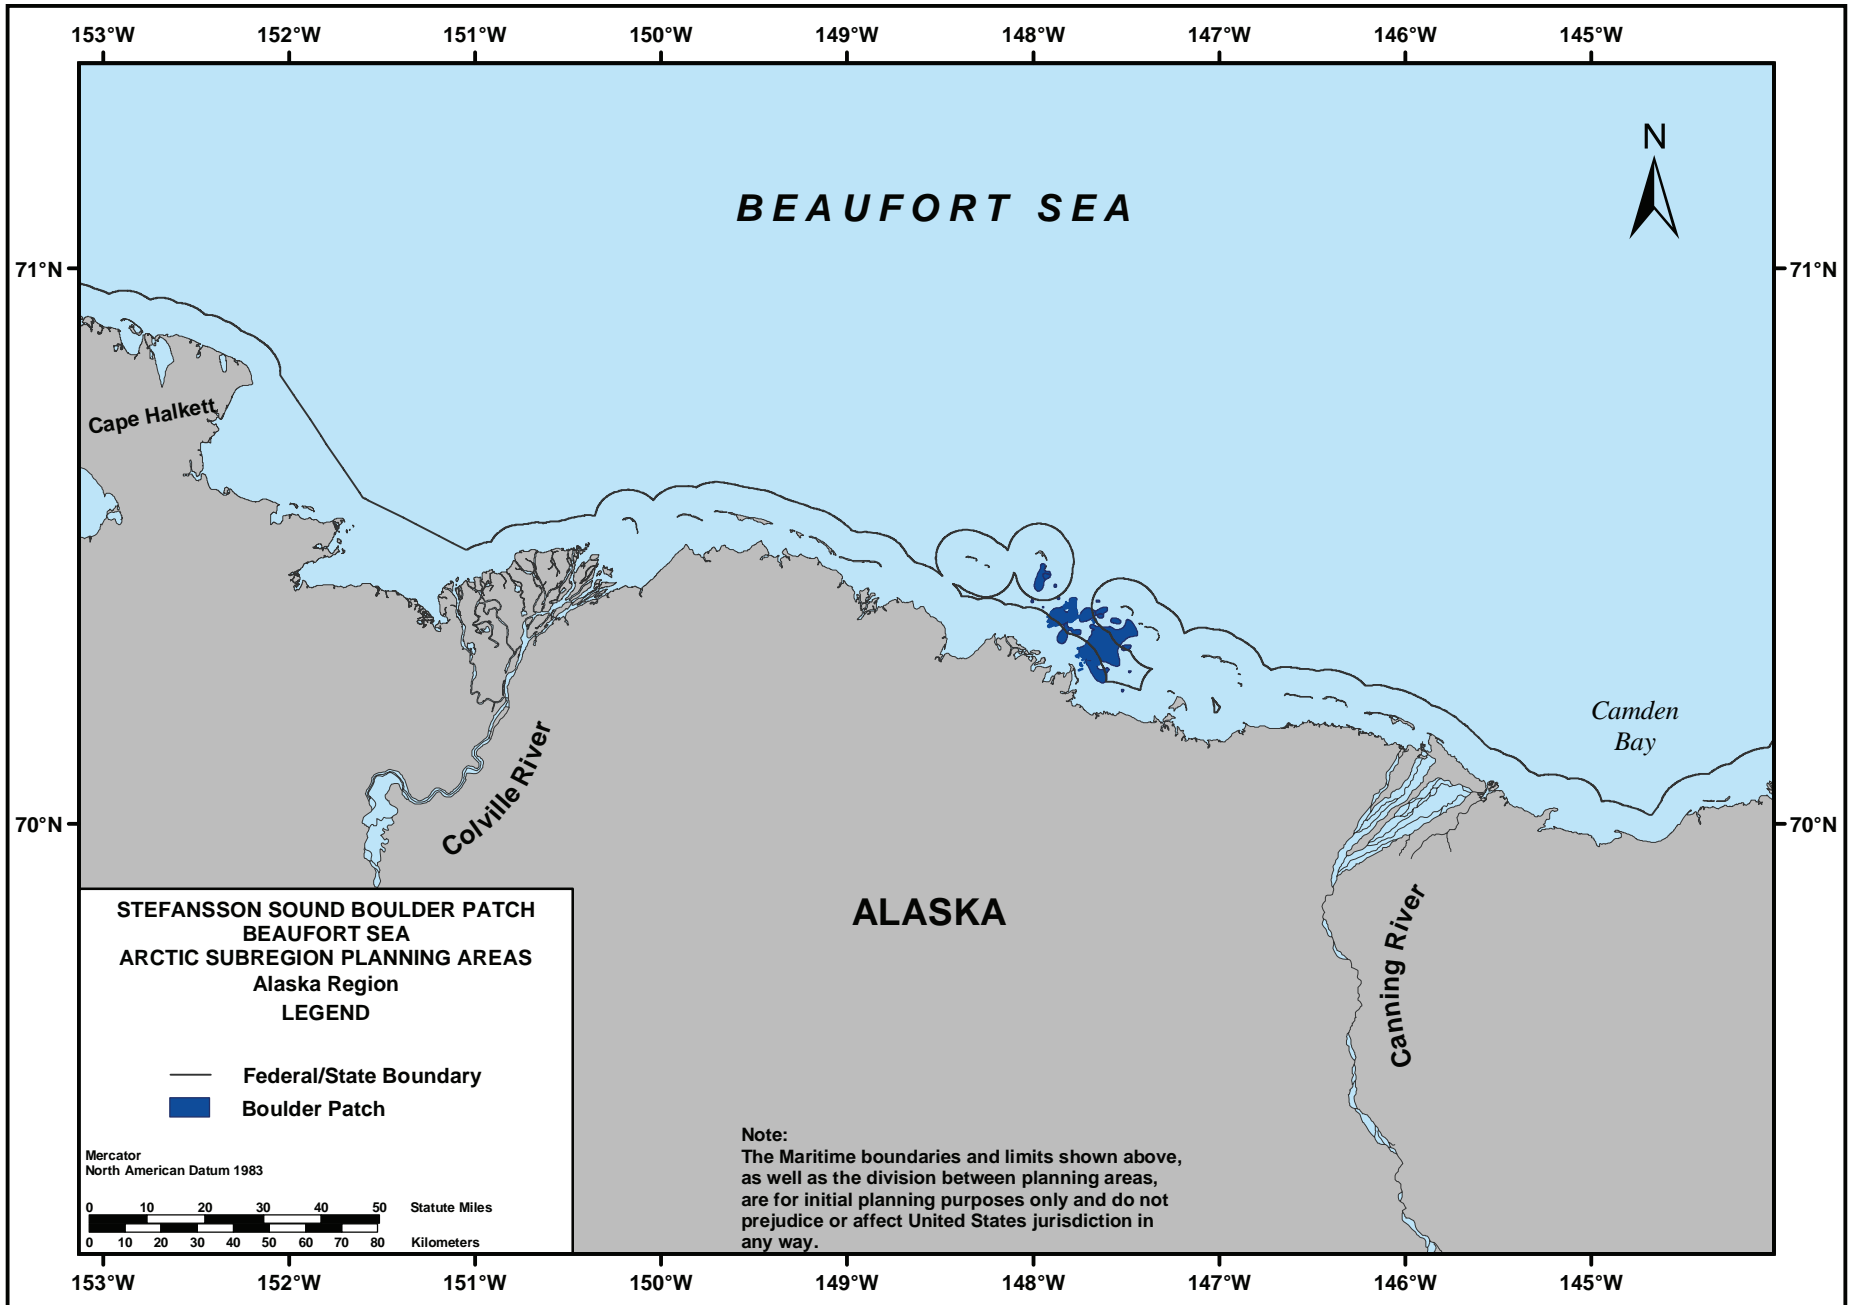 153°W 152°W 151°W 150°W 149°W 148°W 147°W 146°W 145°W
N
BEAUFORT SEA
71°N 71°N
Cape Halkett
Camden
Bay
Colville River
70°N 70°N
ALASKA
Canning River
STEFANSSON SOUND BOULDER PATCH
BEAUFORT SEA
ARCTIC SUBREGION PLANNING AREAS
Alaska Region
LEGEND
Federal/State Boundary
Boulder Patch
Mercator
North American Datum 1983
0 10 20 30 40 50 Statute Miles
0 10 20 30 40 50 60 70 80 Kilometers
Note:
The Maritime boundaries and limits shown above,
as well as the division between planning areas,
are for initial planning purposes only and do not
prejudice or affect United States jurisdiction in
any way.
153°W 152°W 151°W 150°W 149°W 148°W 147°W 146°W 145°W